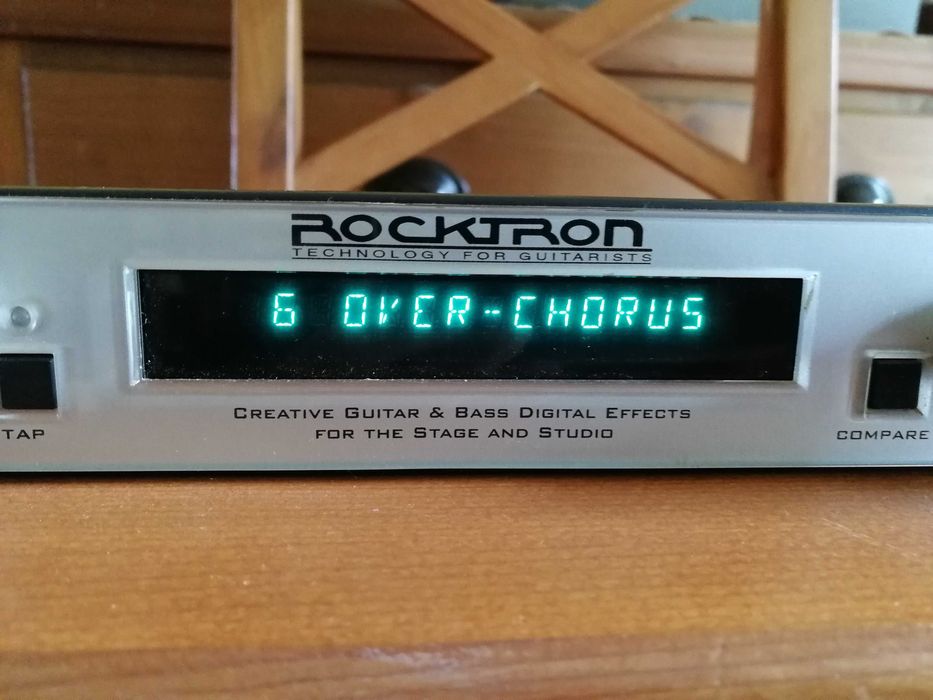 ROCKTRON
TECHNOLOGY FOR GUITARISTS
6 OVER-CHORUS
CREATIVE GUITAR & BASS DIGITAL EFFECTS
FOR THE STAGE AND STUDIO
TAP
COMPARE